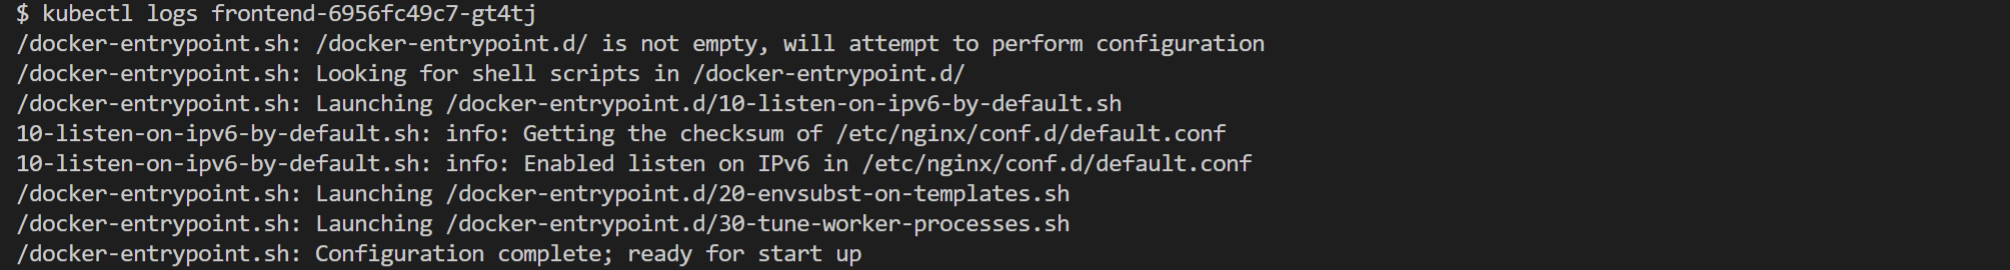 $ kubectl logs frontend-6956fc49c7-gt4tj
/docker-entrypoint.sh: /docker-entrypoint.d/ is not empty, will attempt to perform configuration
/docker-entrypoint.sh: Looking for shell scripts in /docker-entrypoint.d/
/docker-entrypoint.sh: Launching /docker-entrypoint.d/10-listen-on-ipv6-by-default.sh
10-listen-on-ipv6-by-default.sh: info: Getting the checksum of /etc/nginx/conf.d/default.conf
10-listen-on-ipv6-by-default.sh: info: Enabled listen on IPv6 in /etc/nginx/conf.d/default.conf
/docker-entrypoint.sh: Launching /docker-entrypoint.d/20-envsubst-on-templates.sh
/docker-entrypoint.sh: Launching /docker-entrypoint.d/30-tune-worker-processes.sh
/docker-entrypoint.sh: Configuration complete; ready for start up